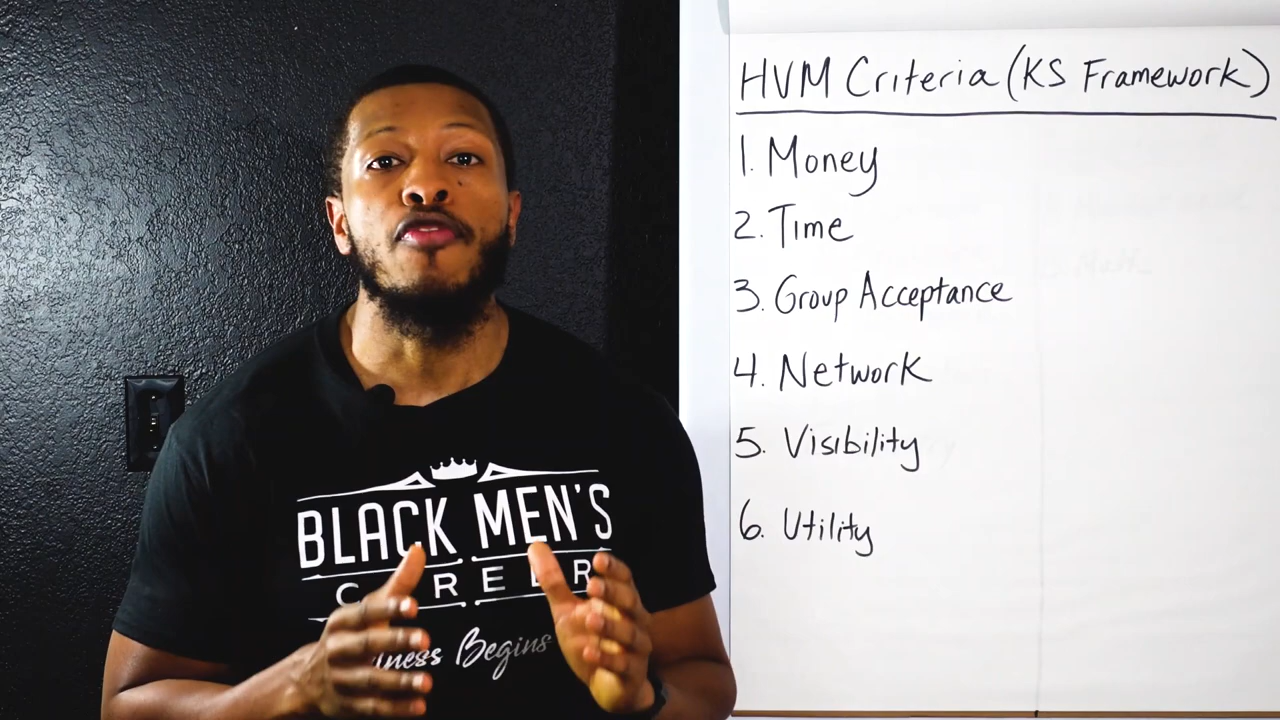 HVM Criteria (KS Framework)
1. Money
2. Time
3. Group Acceptance
4. Network
5. Visibility
6. Utility
BLACK MEN'S
Begins